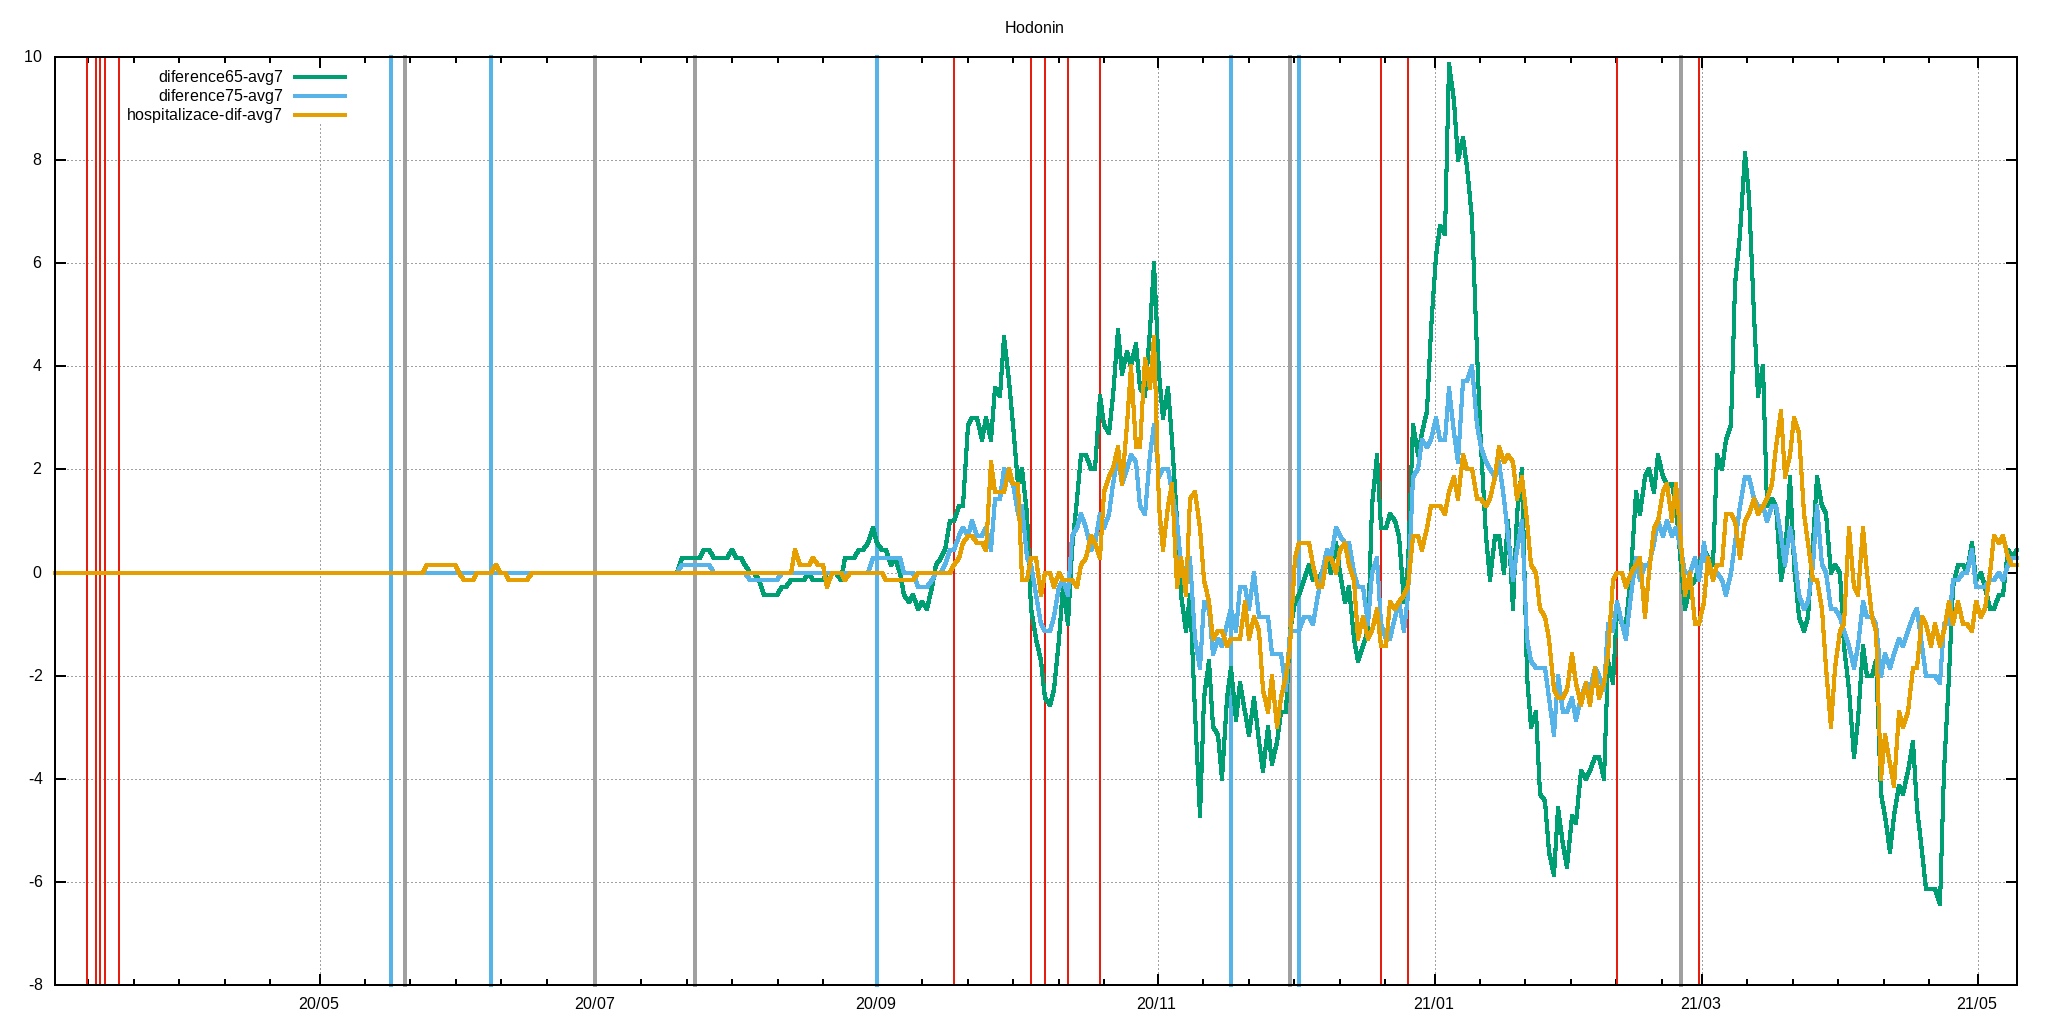 Hodonin
diference65-avg7
diference75-avg7
hospitalizace-dif-avg7
10
8
6
4
2
0
-2
-4
-6
-8
20/05 20/07 20/09 20/11 21/01 21/03 21/05